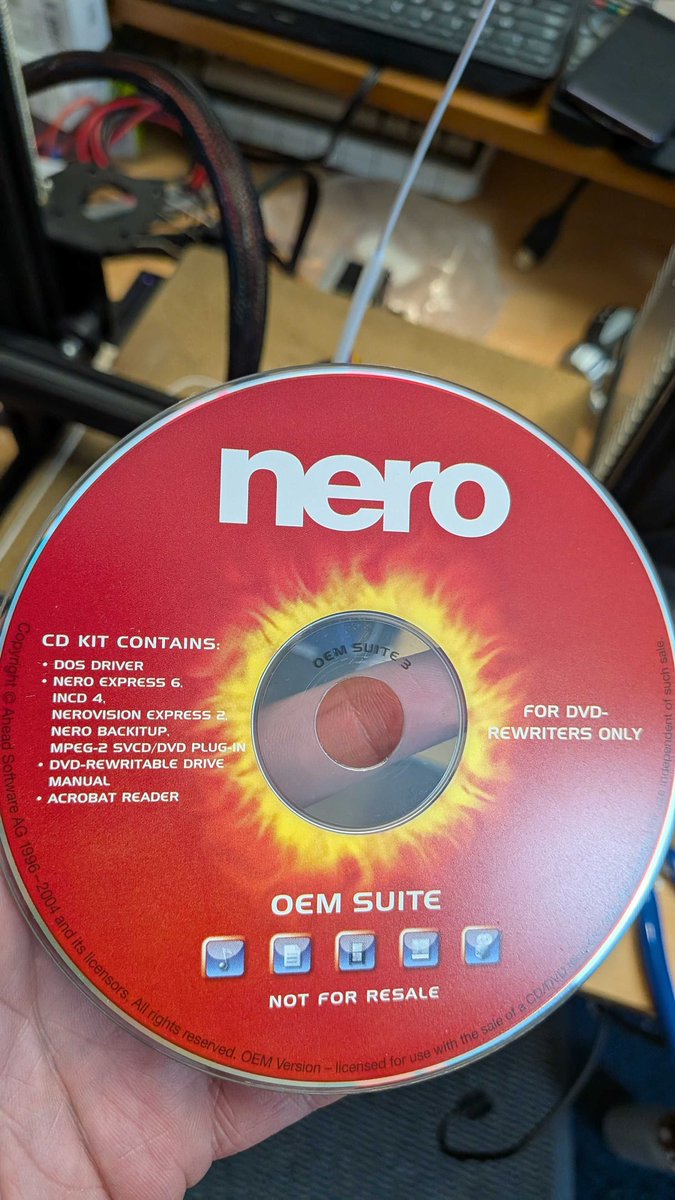 nero
CD KIT CONTAINS:
• DOS DRIVER
• NERO EXPRESS 6,
INCD 4,
NEROVISION EXPRESS 2,
NERO BACKITUP,
MPEG-2 SVCD/DVD PLUG-IN
• DVD-REWRITABLE DRIVE
MANUAL
• ACROBAT READER
OEM SUITE 3
FOR DVD-
REWRITERS ONLY
OEM SUITE
NOT FOR RESALE
Copyright © Ahead Software AG 1996–2004 and its licensors. All rights reserved. OEM Version – licensed for use with the sale of a CD/DVD independent of such sale.